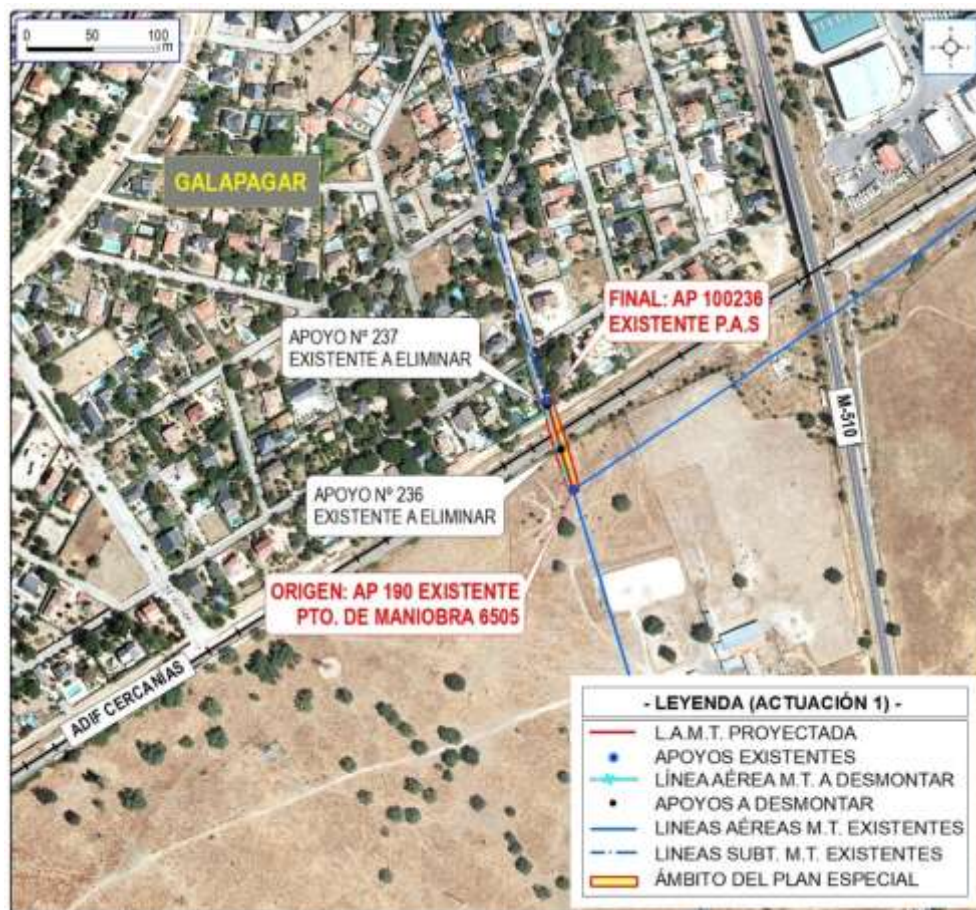 0 50 100
m
GALAPAGAR
FINAL: AP 100236
EXISTENTE P.A.S
APOYO Nº 237
EXISTENTE A ELIMINAR
M-510
APOYO Nº 236
EXISTENTE A ELIMINAR
ORIGEN: AP 190 EXISTENTE
PTO. DE MANIOBRA 6505
ADIF CERCANÍAS
- LEYENDA (ACTUACIÓN 1) -
L.A.M.T. PROYECTADA
APOYOS EXISTENTES
LÍNEA AÉREA M.T. A DESMONTAR
APOYOS A DESMONTAR
LINEAS AÉREAS M.T. EXISTENTES
LINEAS SUBT. M.T. EXISTENTES
ÁMBITO DEL PLAN ESPECIAL